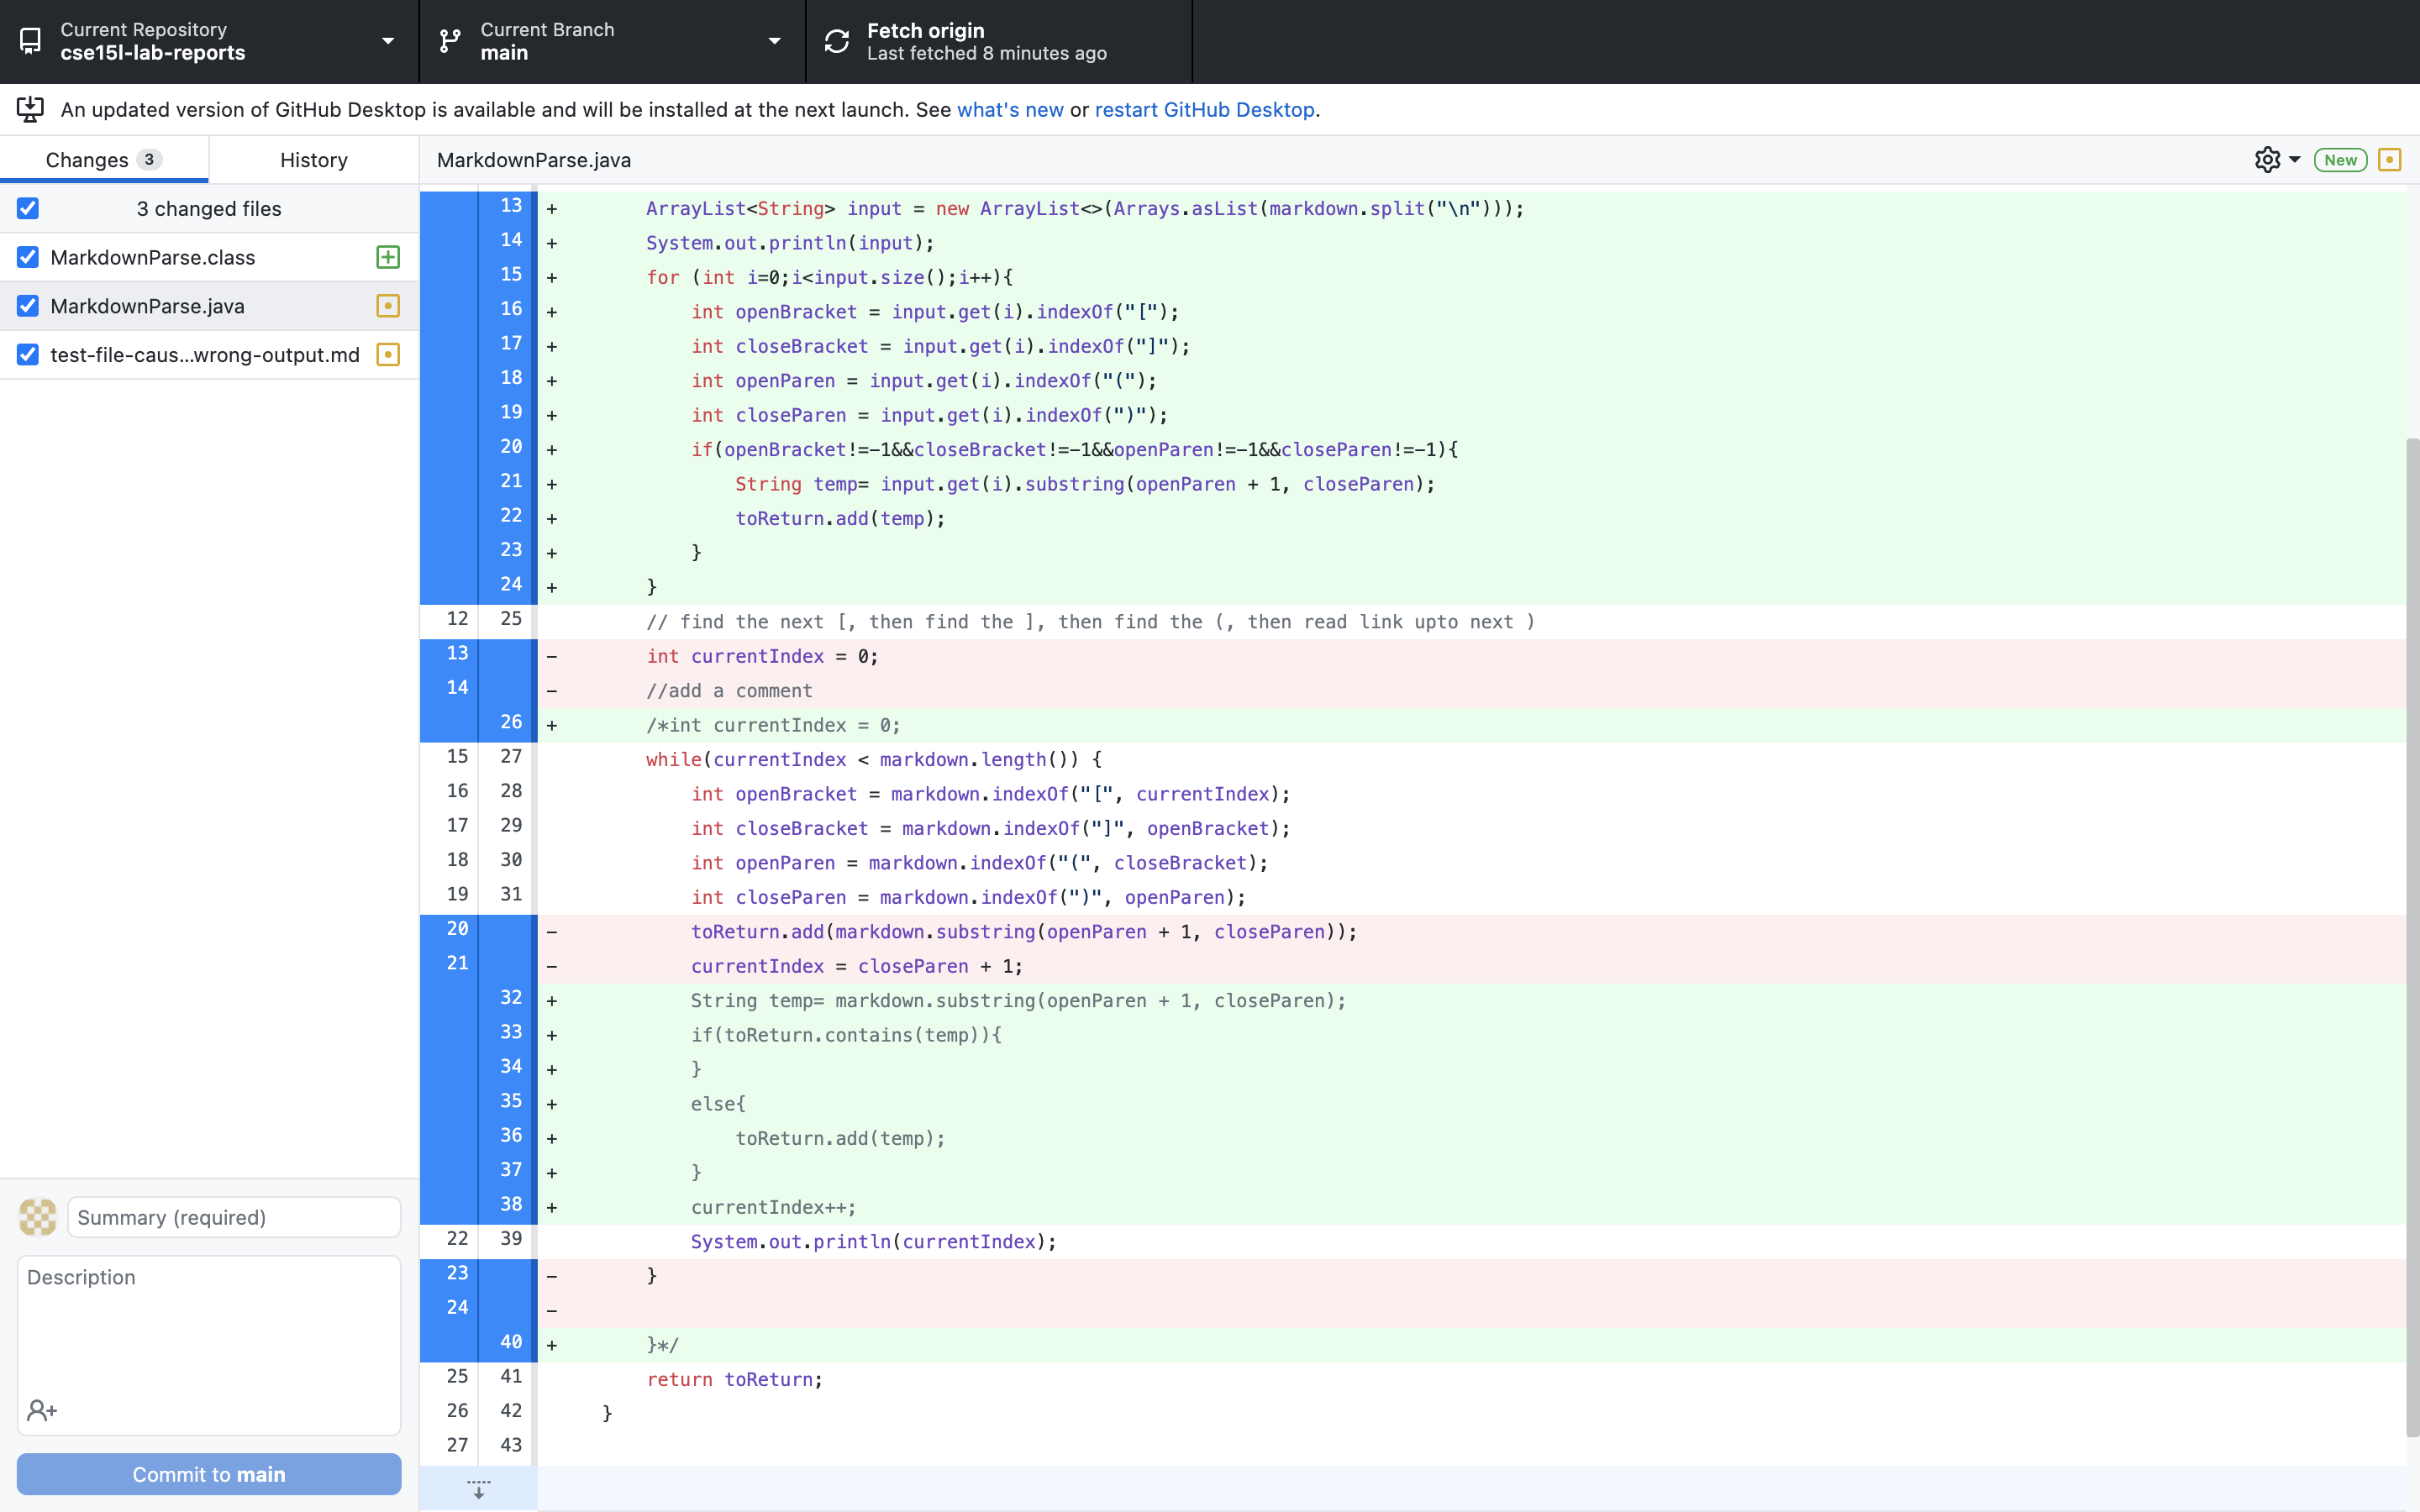 Current Repository
cse15l-lab-reports
Current Branch
main
Fetch origin
Last fetched 8 minutes ago
An updated version of GitHub Desktop is available and will be installed at the next launch. See what's new or restart GitHub Desktop.
Changes 3
History
3 changed files
MarkdownParse.class
MarkdownParse.java
test-file-caus...wrong-output.md
Summary (required)
Description
Commit to main
MarkdownParse.java
New
13 + ArrayList<String> input = new ArrayList<>(Arrays.asList(markdown.split("\n")));
14 + System.out.println(input);
15 + for (int i=0;i<input.size();i++){
16 + int openBracket = input.get(i).indexOf("[");
17 + int closeBracket = input.get(i).indexOf("]");
18 + int openParen = input.get(i).indexOf("(");
19 + int closeParen = input.get(i).indexOf(")");
20 + if(openBracket!=-1&&closeBracket!=-1&&openParen!=-1&&closeParen!=-1){
21 + String temp= input.get(i).substring(openParen + 1, closeParen);
22 + toReturn.add(temp);
23 + }
24 + }
12 25 // find the next [, then find the ], then find the (, then read link upto next )
13 - int currentIndex = 0;
14 - //add a comment
26 + /*int currentIndex = 0;
15 27 while(currentIndex < markdown.length()) {
16 28 int openBracket = markdown.indexOf("[", currentIndex);
17 29 int closeBracket = markdown.indexOf("]", openBracket);
18 30 int openParen = markdown.indexOf("(", closeBracket);
19 31 int closeParen = markdown.indexOf(")", openParen);
20 - toReturn.add(markdown.substring(openParen + 1, closeParen));
21 - currentIndex = closeParen + 1;
32 + String temp= markdown.substring(openParen + 1, closeParen);
33 + if(toReturn.contains(temp)){
34 + }
35 + else{
36 + toReturn.add(temp);
37 + }
38 + currentIndex++;
22 39 System.out.println(currentIndex);
23 - }
24 -
40 + }*/
25 41 return toReturn;
26 42 }
27 43